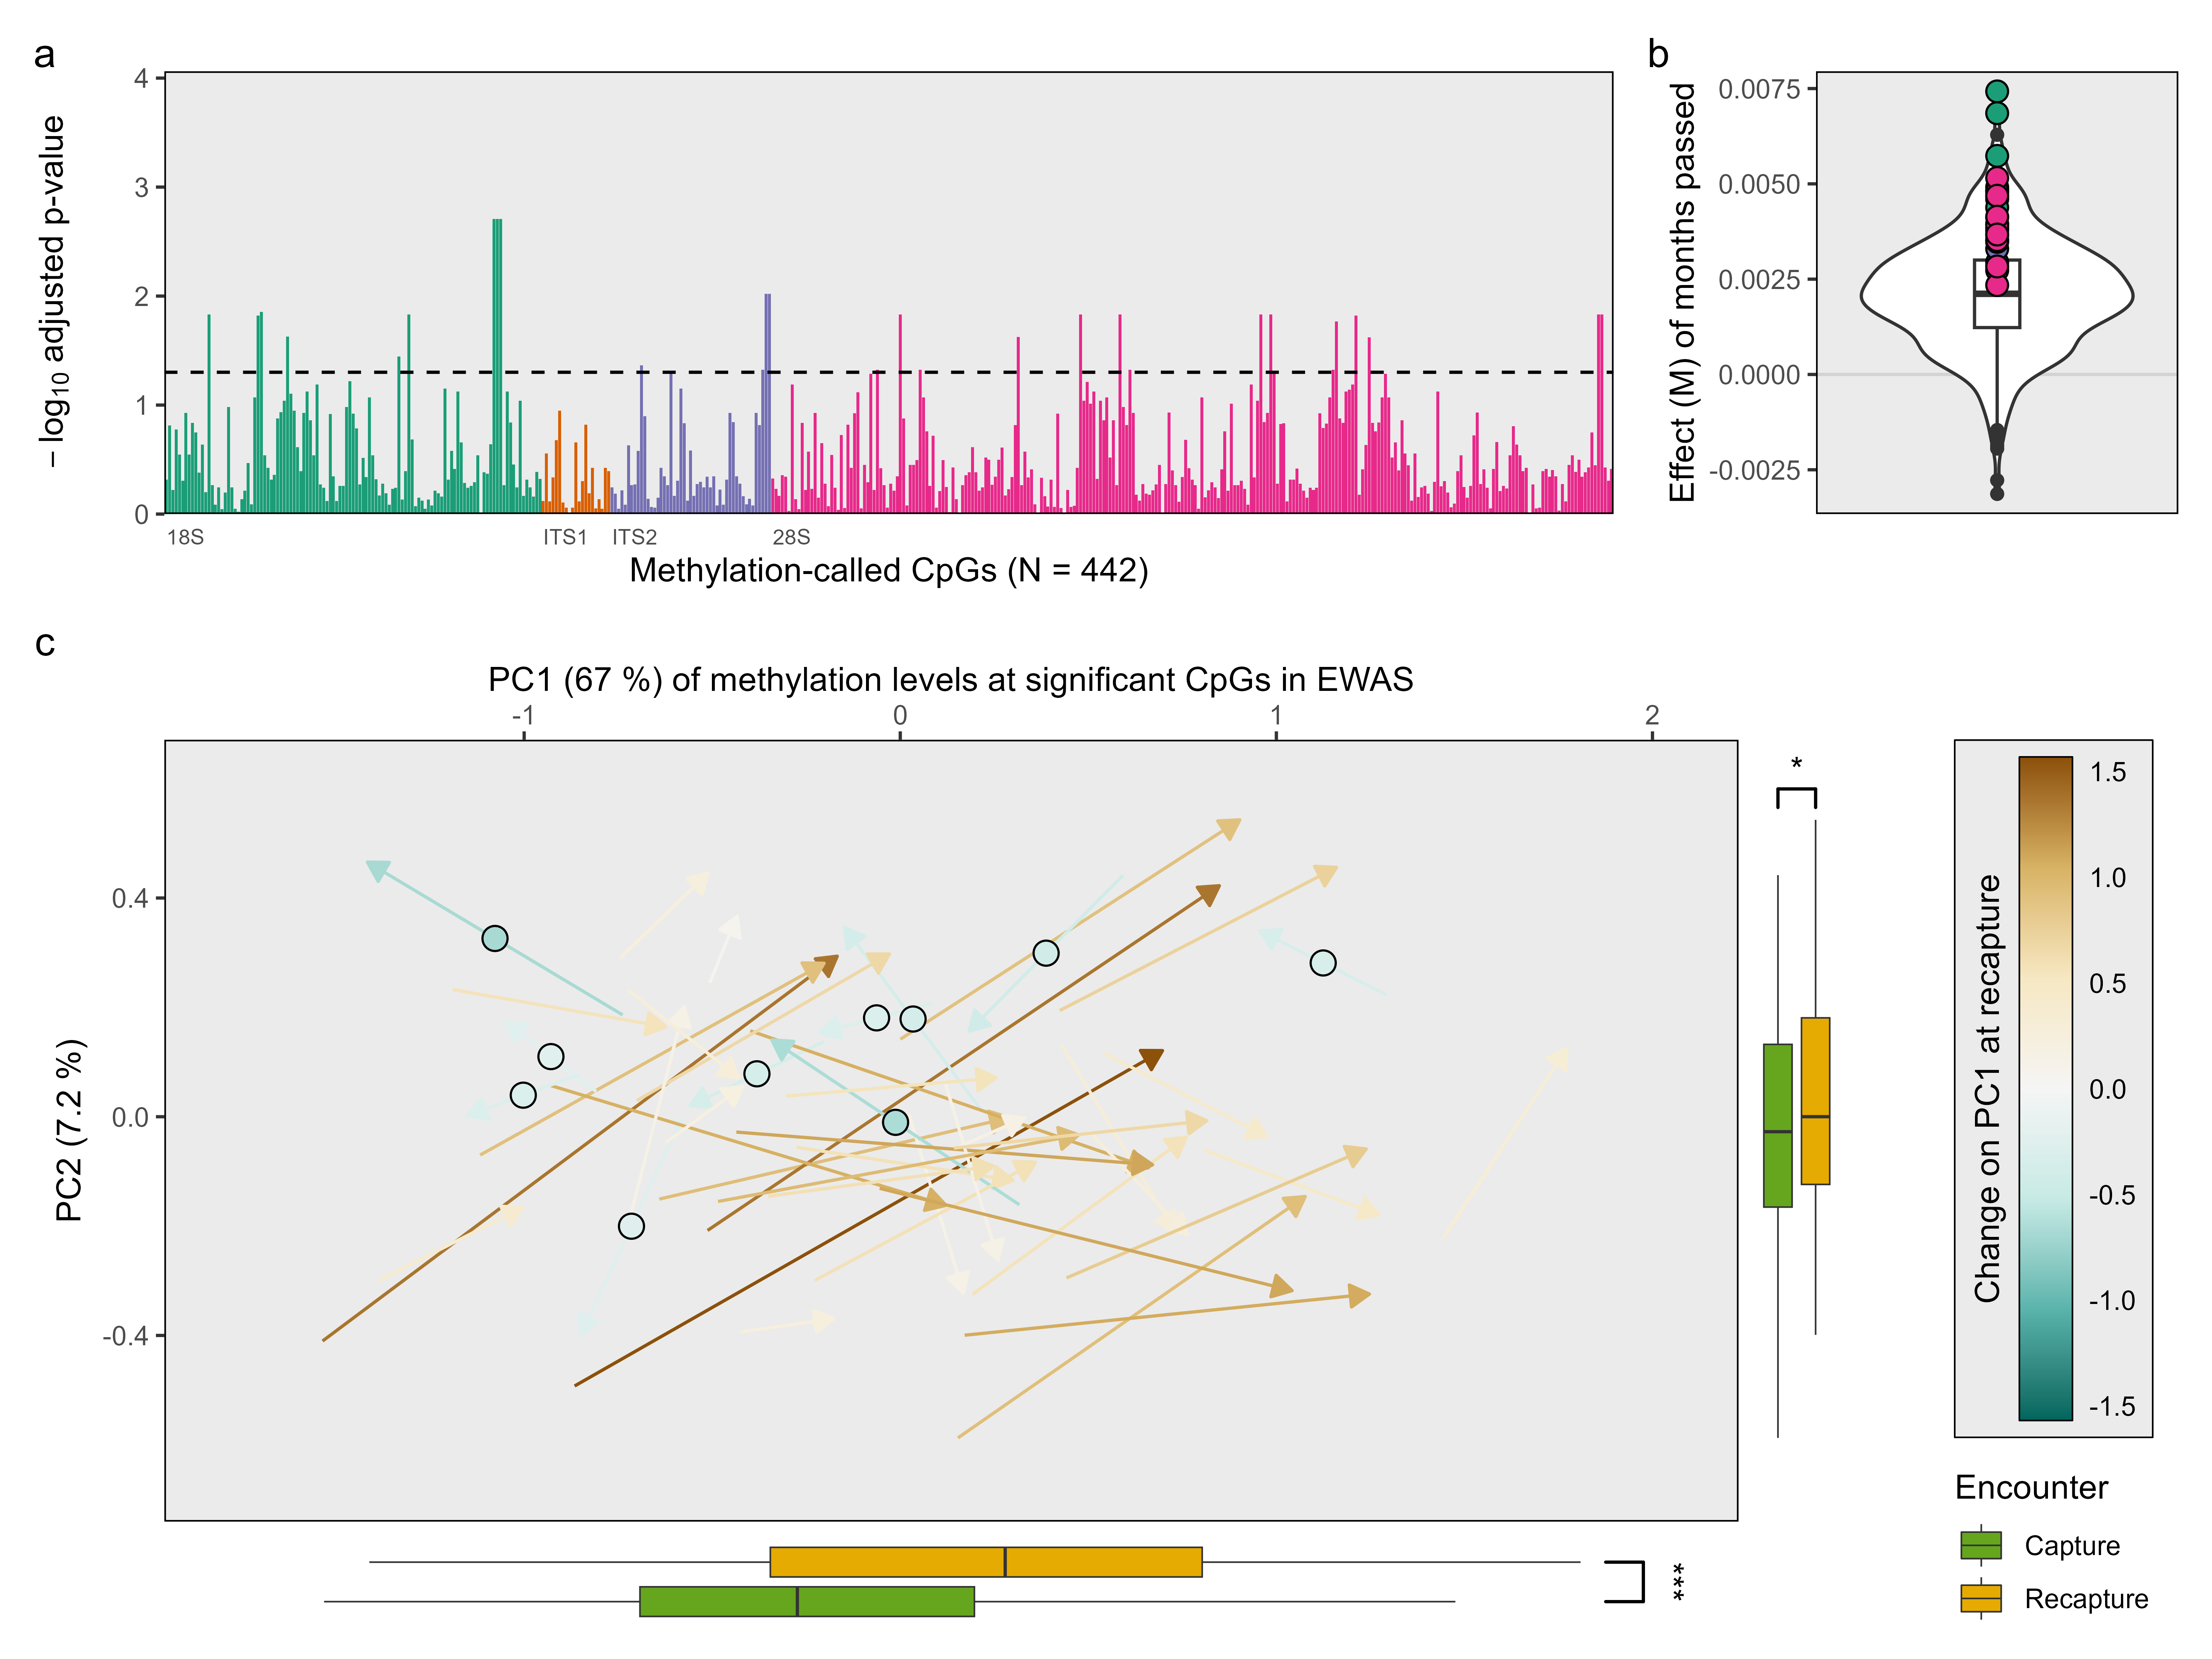 a
− log10 adjusted p-value
4
3
2
1
0
18S
ITS1
ITS2
28S
Methylation-called CpGs (N = 442)
b
Effect (M) of months passed
0.0075
0.0050
0.0025
0.0000
-0.0025
c
PC1 (67 %) of methylation levels at significant CpGs in EWAS
-1
0
1
2
PC2 (7.2 %)
0.4
0.0
-0.4
*
***
Change on PC1 at recapture
1.5
1.0
0.5
0.0
-0.5
-1.0
-1.5
Encounter
Capture
Recapture